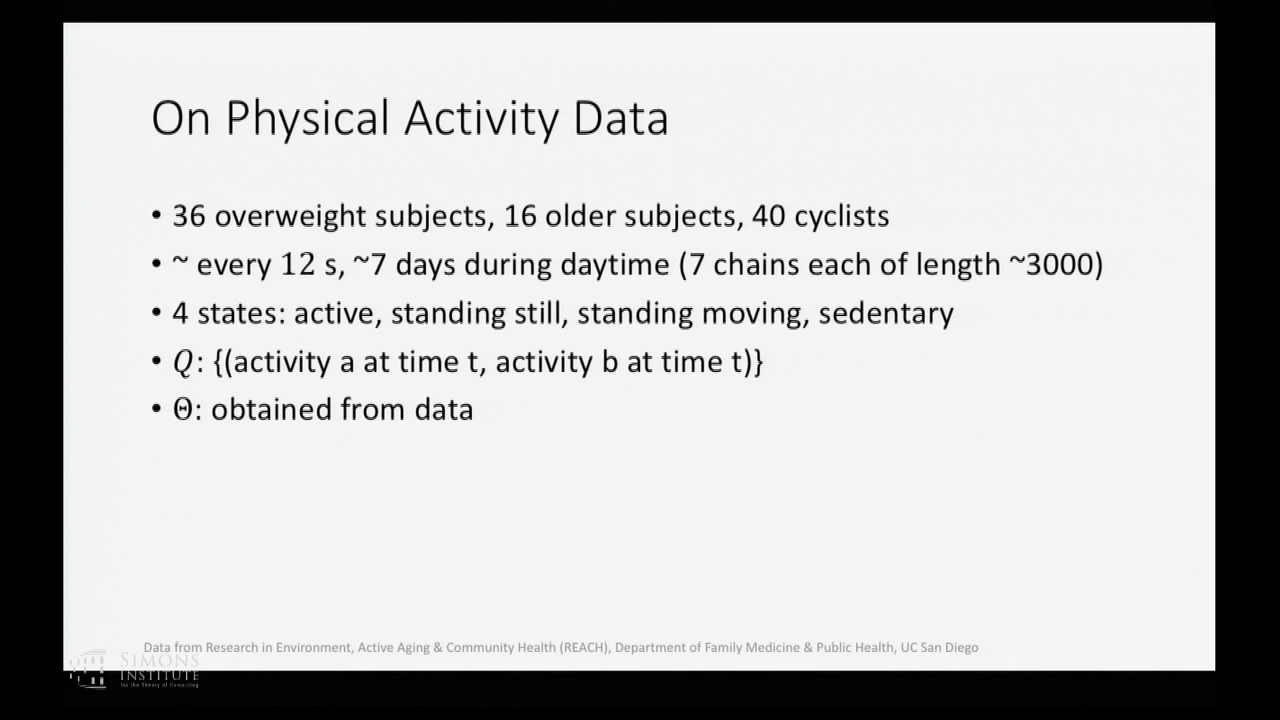 On Physical Activity Data
• 36 overweight subjects, 16 older subjects, 40 cyclists
• ~ every 12 s, ~7 days during daytime (7 chains each of length ~3000)
• 4 states: active, standing still, standing moving, sedentary
• Q: {(activity a at time t, activity b at time t)}
• Θ: obtained from data
Data from Research in Environment, Active Aging & Community Health (REACH), Department of Family Medicine & Public Health, UC San Diego
SIMONS
INSTITUTE
for the Theory of Computing